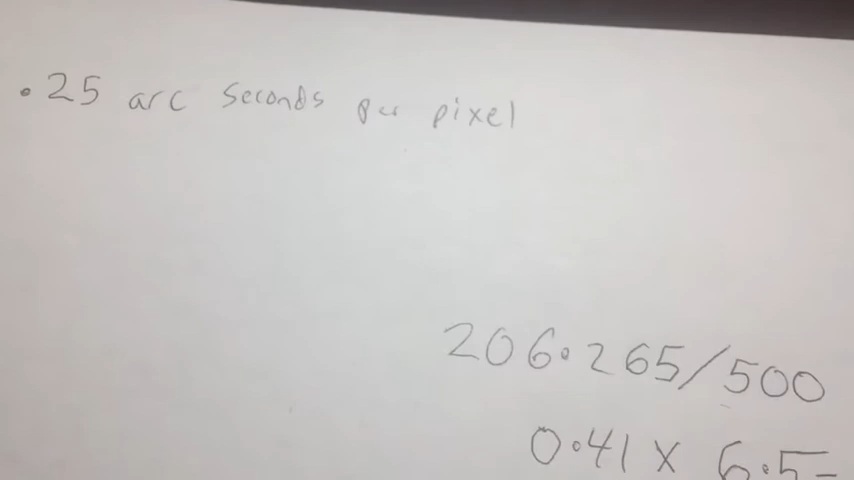 .25 arc seconds per pixel
206.265/500
0.41 x 6.5=